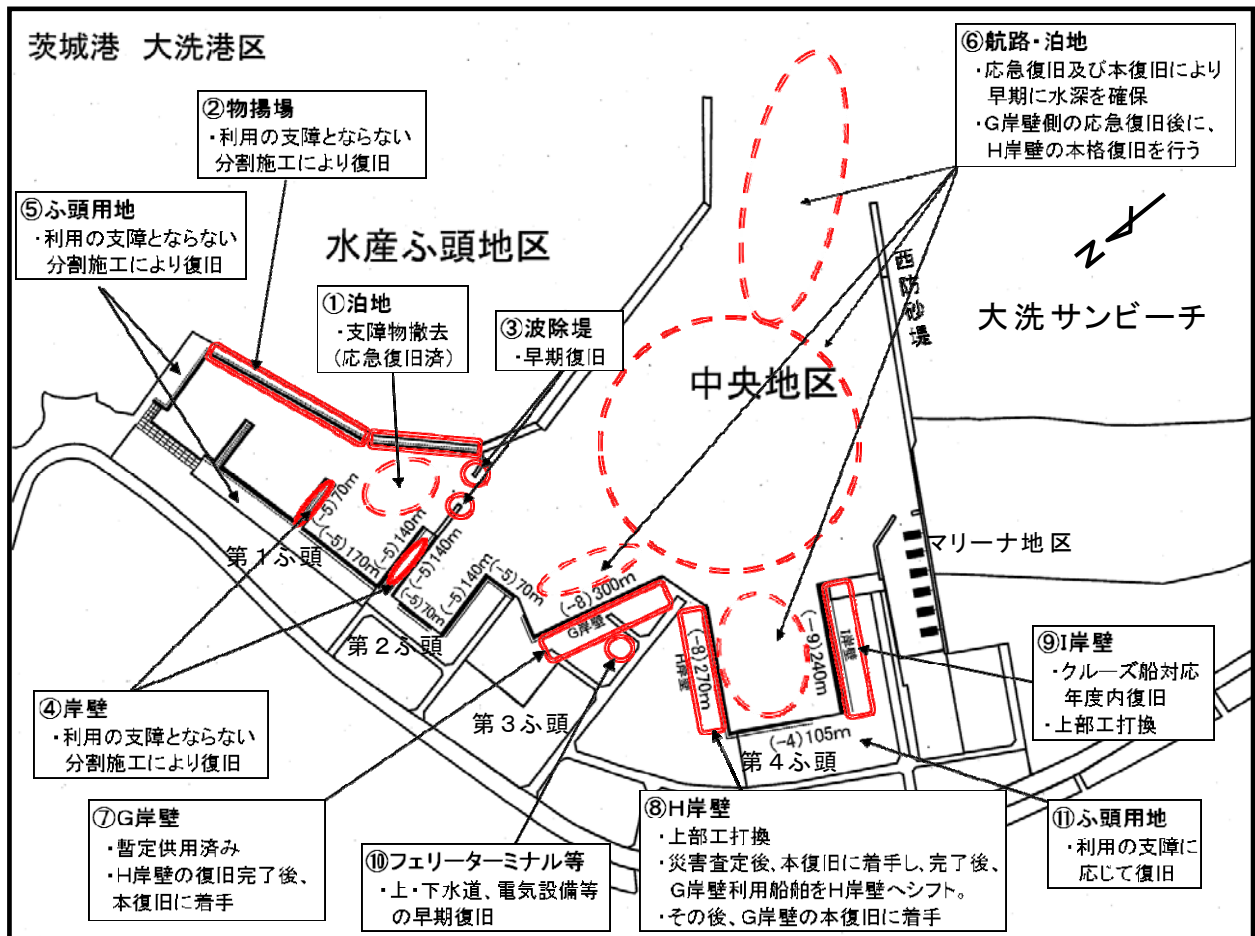 茨城港 大洗港区
⑥航路・泊地
・応急復旧及び本復旧により
早期に水深を確保
・G岸壁側の応急復旧後に、
H岸壁の本格復旧を行う
②物揚場
・利用の支障とならない
分割施工により復旧
⑤ふ頭用地
・利用の支障とならない
分割施工により復旧
水産ふ頭地区
①泊地
・支障物撤去
(応急復旧済)
③波除堤
・早期復旧
N
西防砂堤
大洗サンビーチ
中央地区
マリーナ地区
(-5)70m
(-5)170m
(-5)140m
(-5)140m
(-5)70m
(-5)140m
(-5)70m
(-8)300m
G岸壁
(-8)270m
H岸壁
(-9)240m
I岸壁
(-4)105m
第1ふ頭
第2ふ頭
第3ふ頭
第4ふ頭
④岸壁
・利用の支障とならない
分割施工により復旧
⑨I岸壁
・クルーズ船対応
年度内復旧
・上部工打換
⑦G岸壁
・暫定供用済み
・H岸壁の復旧完了後、
本復旧に着手
⑩フェリーターミナル等
・上・下水道、電気設備等
の早期復旧
⑧H岸壁
・上部工打換
・災害査定後、本復旧に着手し、完了後、
G岸壁利用船舶をH岸壁へシフト。
・その後、G岸壁の本復旧に着手
⑪ふ頭用地
・利用の支障に
応じて復旧